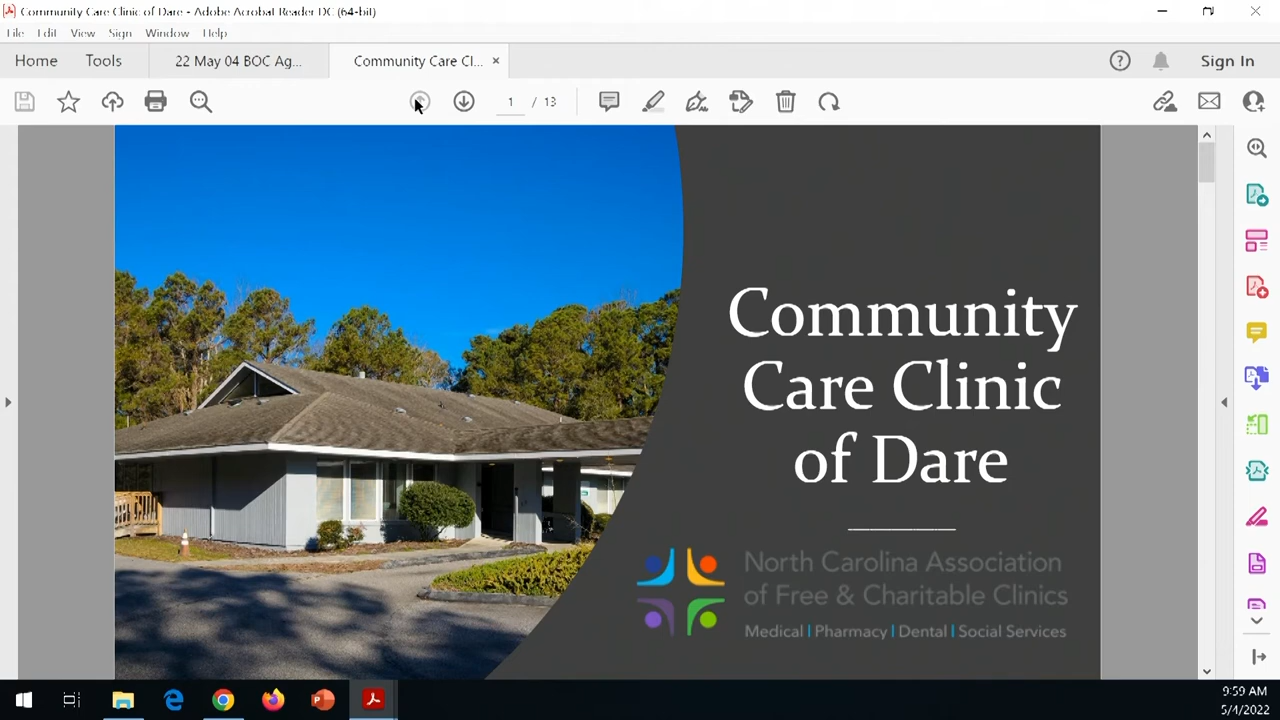 Community Care Clinic of Dare - Adobe Acrobat Reader DC (64-bit)
File Edit View Sign Window Help
Home Tools 22 May 04 BOC Ag... Community Care Cl... Sign In
1 / 13
Community
Care Clinic
of Dare
North Carolina Association
of Free & Charitable Clinics
Medical | Pharmacy | Dental | Social Services
9:59 AM
5/4/2022